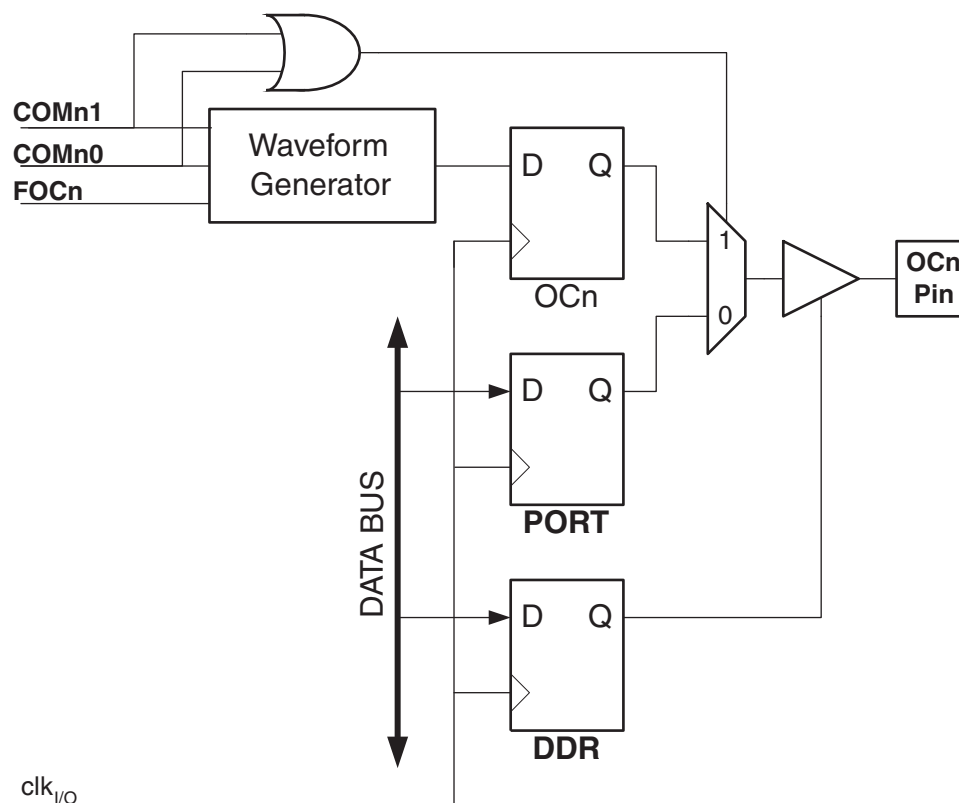 COMn1
COMn0
FOCn
Waveform
Generator
D Q
OCn
1
0
OCn
Pin
D Q
PORT
DATA BUS
D Q
DDR
clkI/O